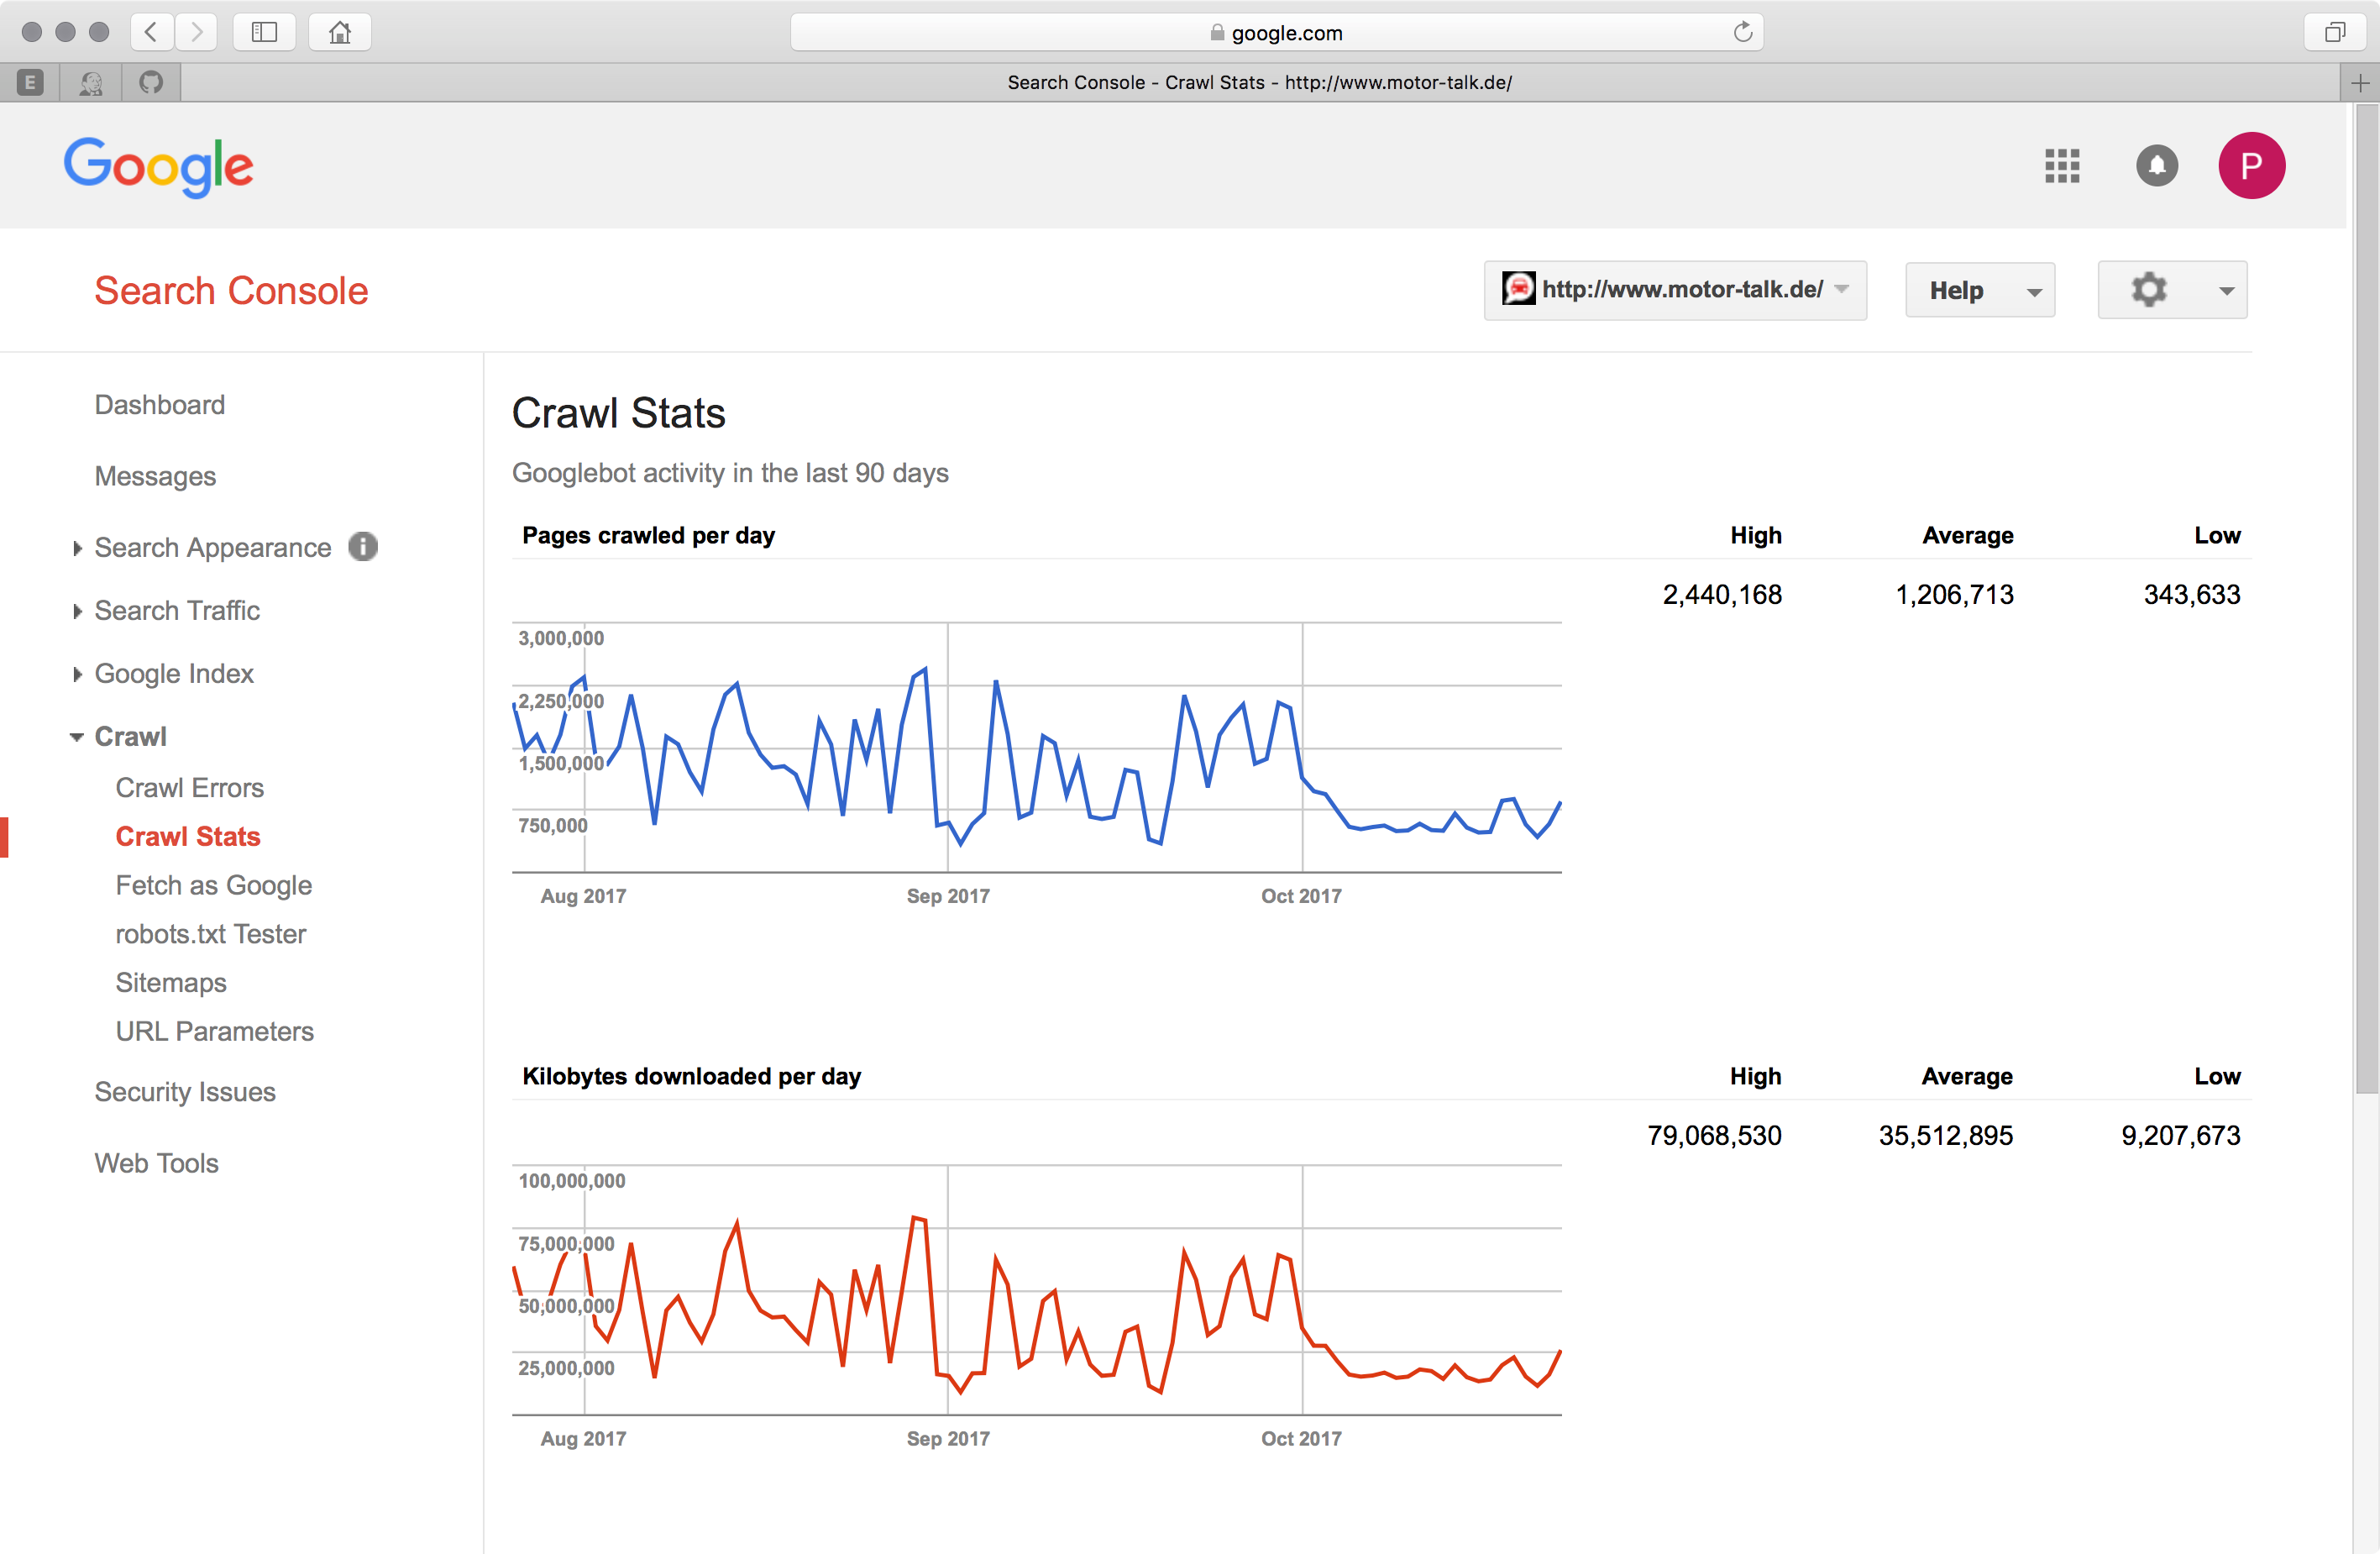 google.com
E
Search Console - Crawl Stats - http://www.motor-talk.de/
Google
P
Search Console
http://www.motor-talk.de/
Help
Dashboard
Messages
Search Appearance
Search Traffic
Google Index
Crawl
Crawl Errors
Crawl Stats
Fetch as Google
robots.txt Tester
Sitemaps
URL Parameters
Security Issues
Web Tools
Crawl Stats
Googlebot activity in the last 90 days
Pages crawled per day High Average Low
2,440,168 1,206,713 343,633
3,000,000
2,250,000
1,500,000
750,000
Aug 2017 Sep 2017 Oct 2017
Kilobytes downloaded per day High Average Low
79,068,530 35,512,895 9,207,673
100,000,000
75,000,000
50,000,000
25,000,000
Aug 2017 Sep 2017 Oct 2017